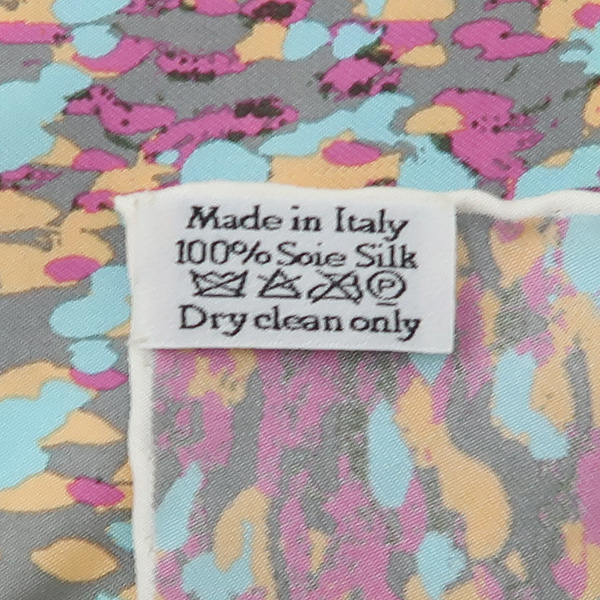 Made in Italy
100% Soie Silk
P
Dry clean only